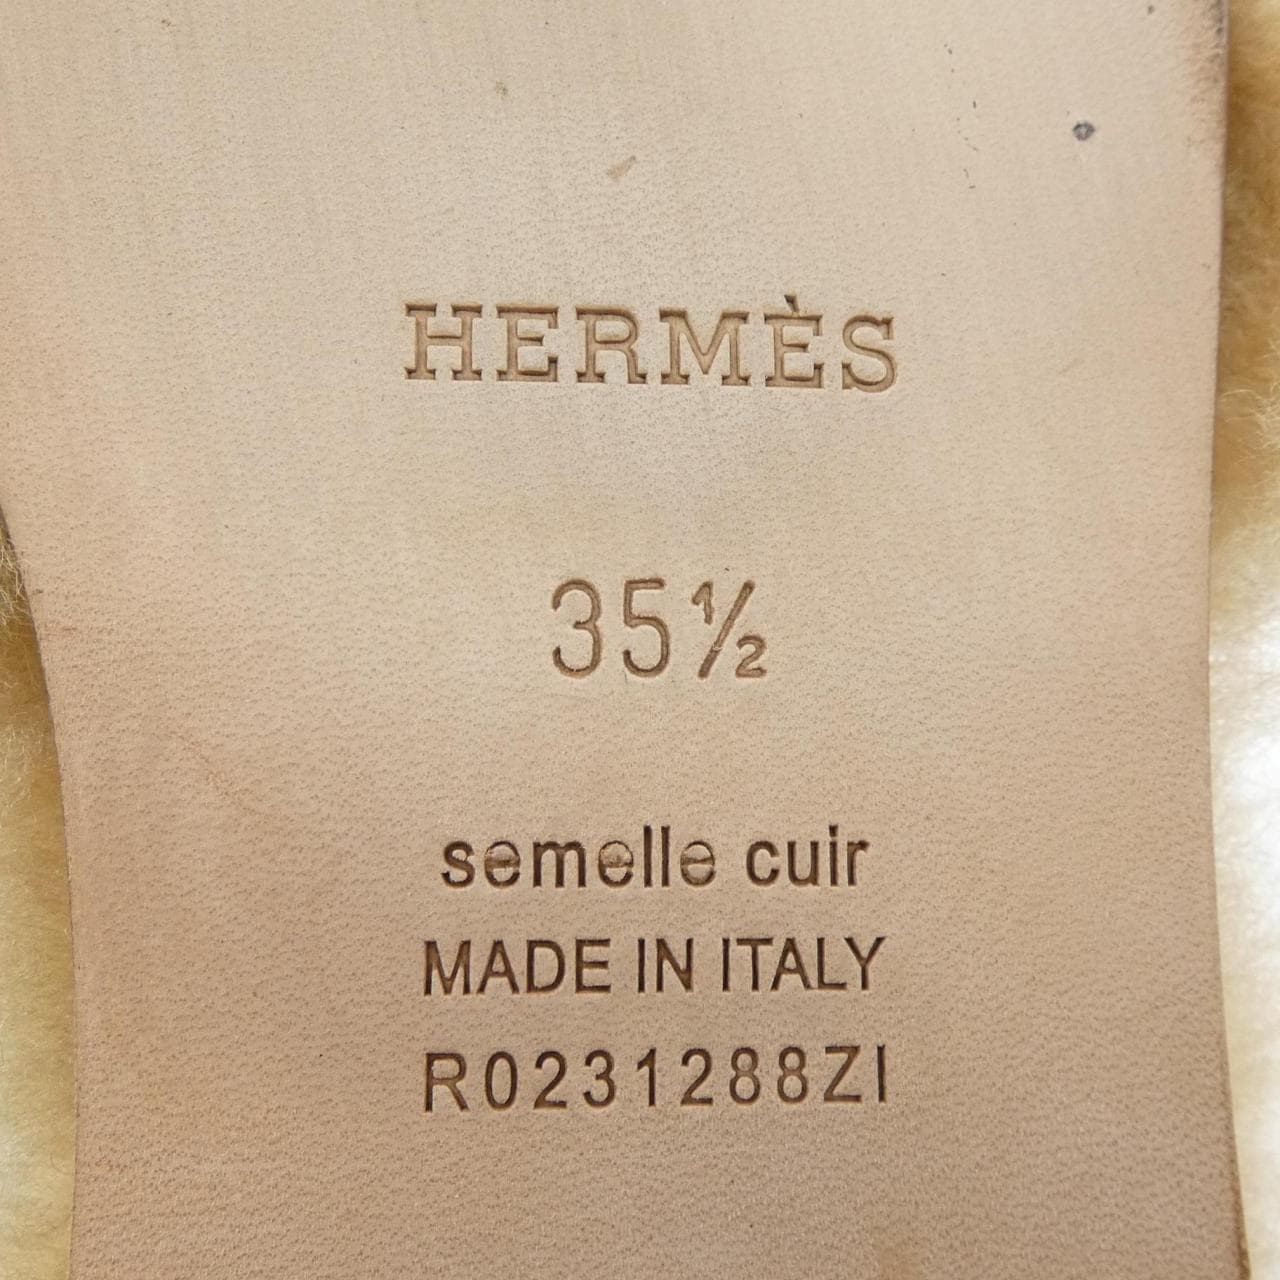 HERMÈS
35½
semelle cuir
MADE IN ITALY
R0231288ZI